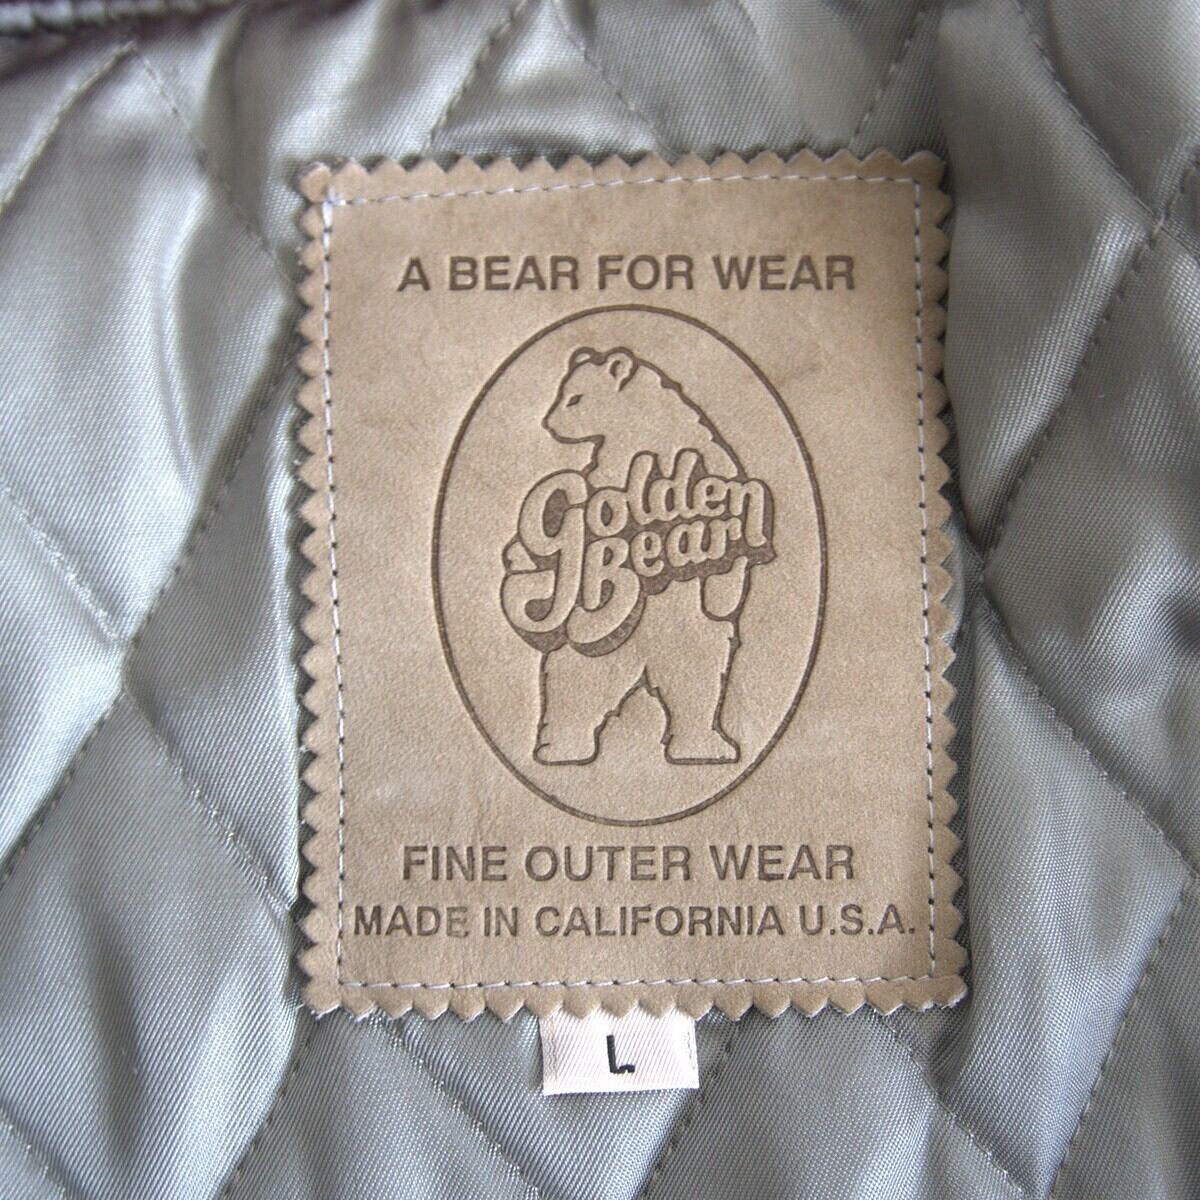 A BEAR FOR WEAR
Golden
Bear
FINE OUTER WEAR
MADE IN CALIFORNIA U.S.A.
L